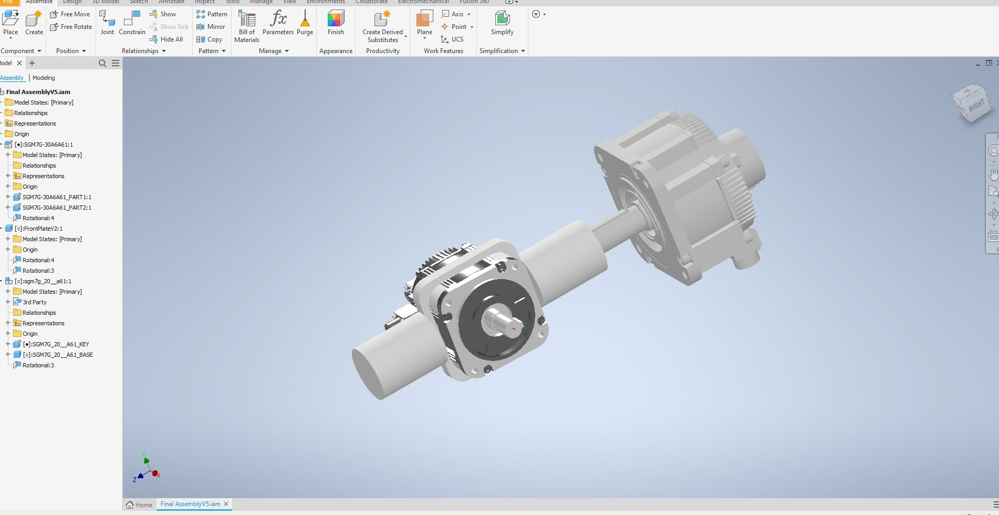 File Assemble Design 3D Model Sketch Annotate Inspect Tools Manage View Environments Collaborate Electromechanical Fusion 360
Place
Create
Free Move
Free Rotate
Joint
Constrain
Show
Show Sick
Hide All
Pattern
Mirror
Copy
Bill of
Materials
fx
Parameters
Purge
Finish
Create Derived
Substitutes
Plane
Axis
Point
UCS
Simplify
Component
Position
Relationships
Pattern
Manage
Appearance
Productivity
Work Features
Simplification
Assembly | Modeling
Final AssemblyV5.iam
Model States: [Primary]
Relationships
Representations
Origin
[●]:SGM7G-30A6A61:1
Model States: [Primary]
Relationships
Representations
Origin
SGM7G-30A6A61_PART1:1
SGM7G-30A6A61_PART2:1
Rotational:4
[○]:FrontPlateV2:1
Model States: [Primary]
Origin
Rotational:4
Rotational:3
[○]:sgm7g_20__a61:1
Model States: [Primary]
3rd Party
Relationships
Representations
Origin
[●]:SGM7G_20__A61_KEY
[○]:SGM7G_20__A61_BASE
Rotational:3
RIGHT
Y
Z
X
Home
Final AssemblyV5.iam